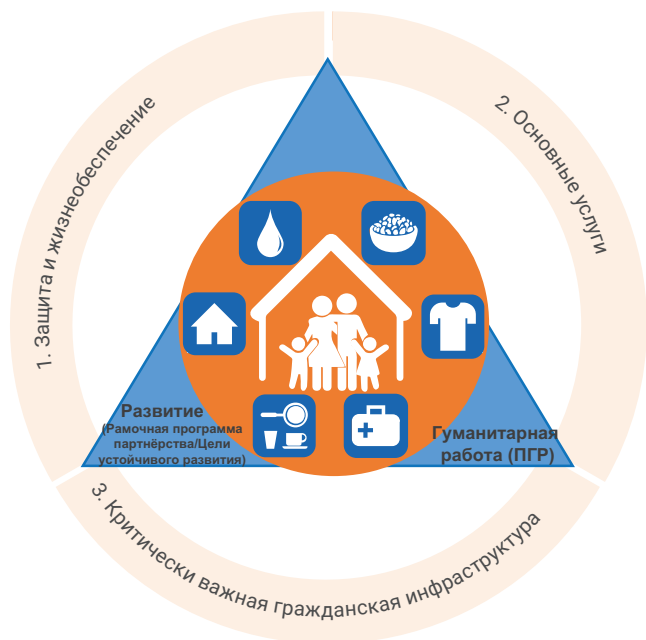 1. Защита и жизнеобеспечение
2. Основные услуги
Развитие
(Рамочная программа
партнёрства/Цели
устойчивого развития)
Гуманитарная
работа (ПГР)
3. Критически важная гражданская инфраструктура